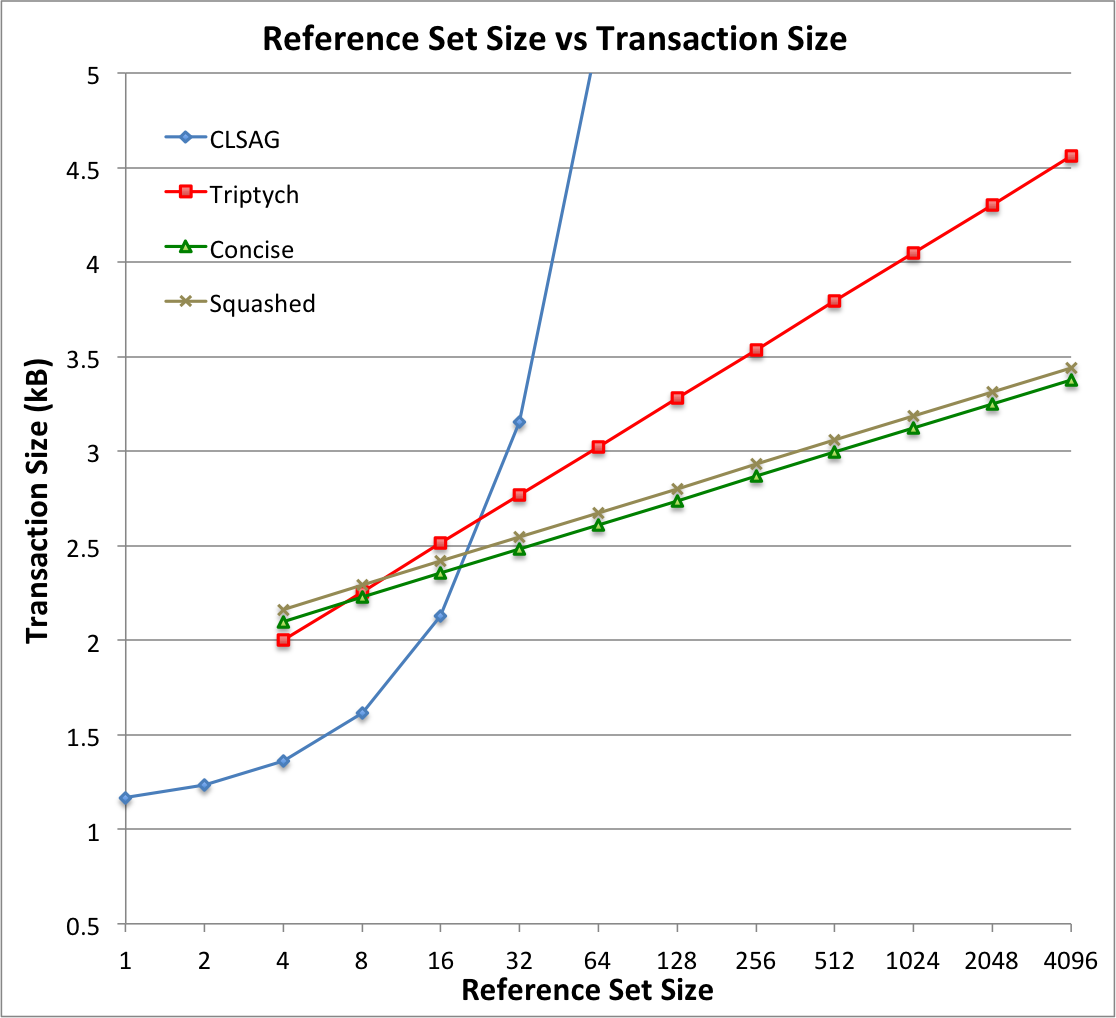 Reference Set Size vs Transaction Size
5
4.5
4
3.5
3
2.5
2
1.5
1
0.5
CLSAG
Triptych
Concise
Squashed
Transaction Size (kB)
1 2 4 8 16 32 64 128 256 512 1024 2048 4096
Reference Set Size